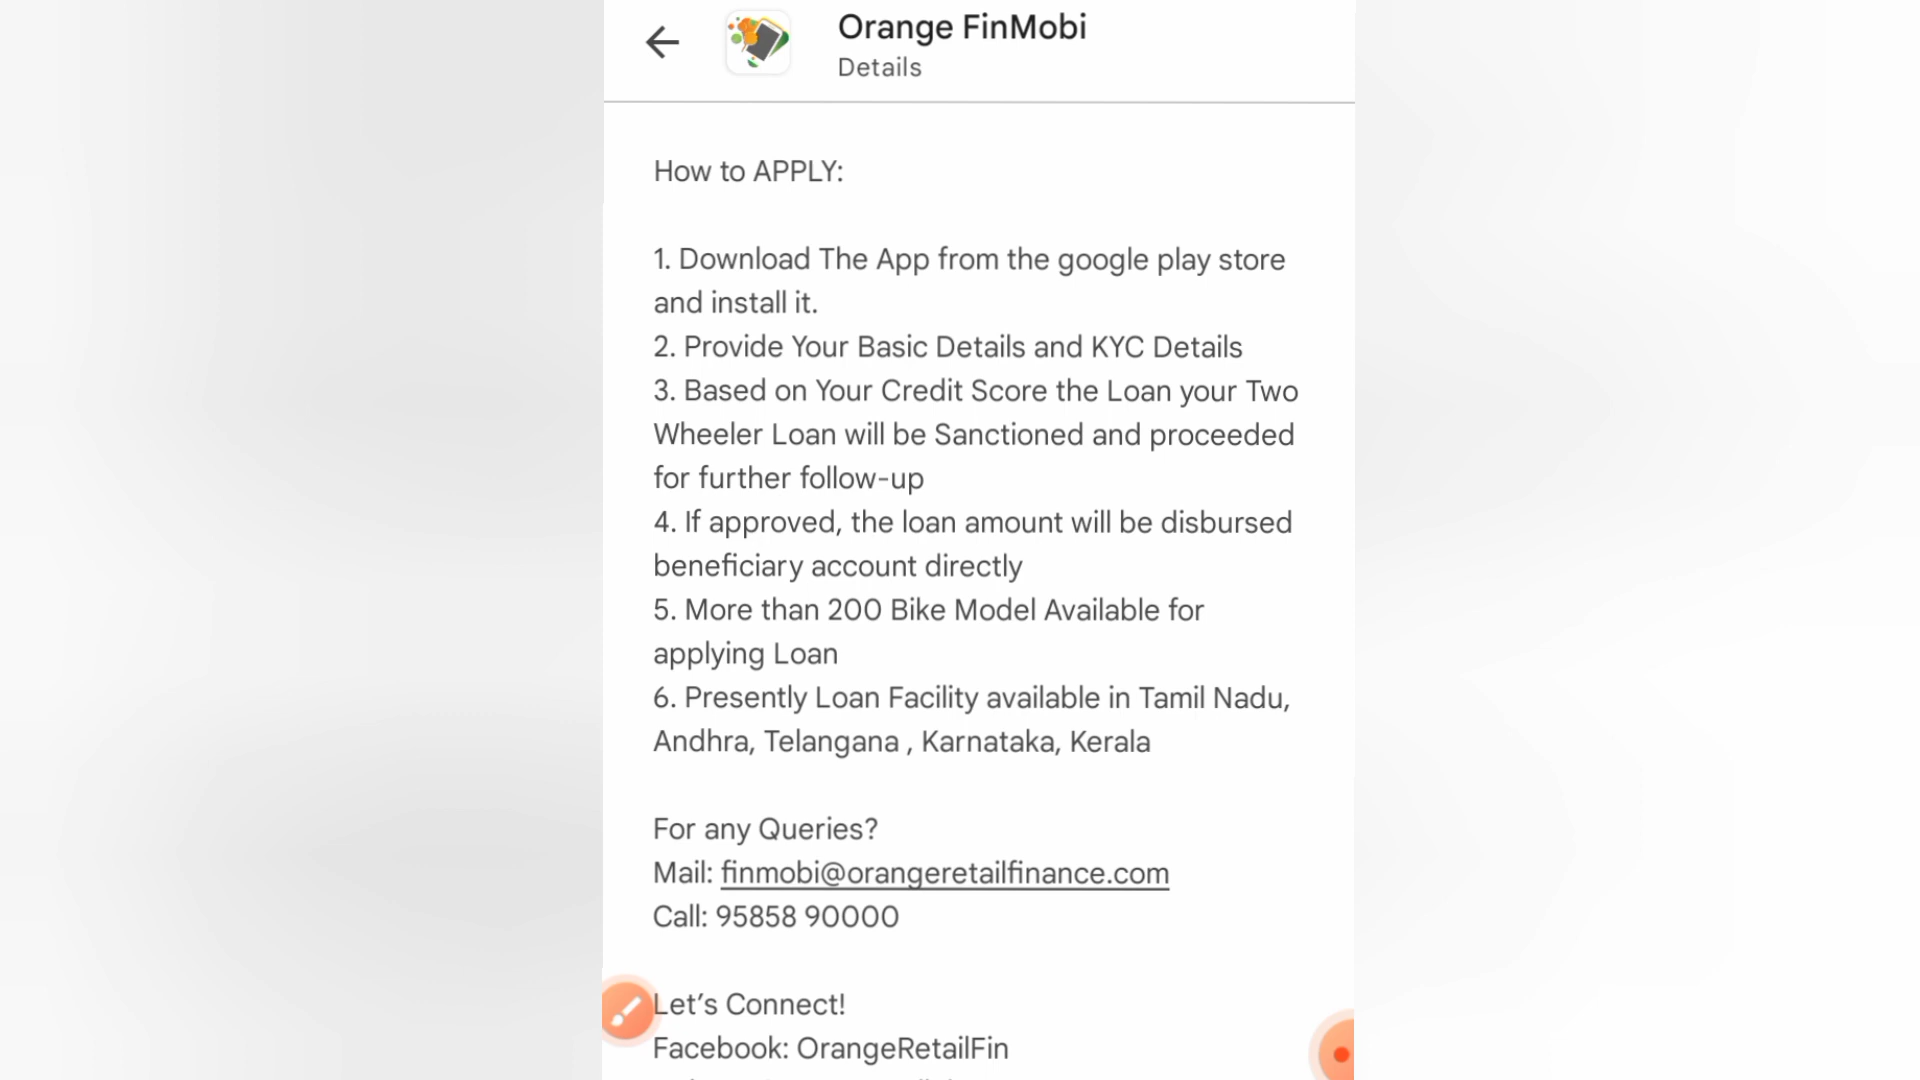 Orange FinMobi
Details
How to APPLY:
1. Download The App from the google play store
and install it.
2. Provide Your Basic Details and KYC Details
3. Based on Your Credit Score the Loan your Two
Wheeler Loan will be Sanctioned and proceeded
for further follow-up
4. If approved, the loan amount will be disbursed
beneficiary account directly
5. More than 200 Bike Model Available for
applying Loan
6. Presently Loan Facility available in Tamil Nadu,
Andhra, Telangana , Karnataka, Kerala
For any Queries?
Mail: finmobi@orangeretailfinance.com
Call: 95858 90000
Let’s Connect!
Facebook: OrangeRetailFin